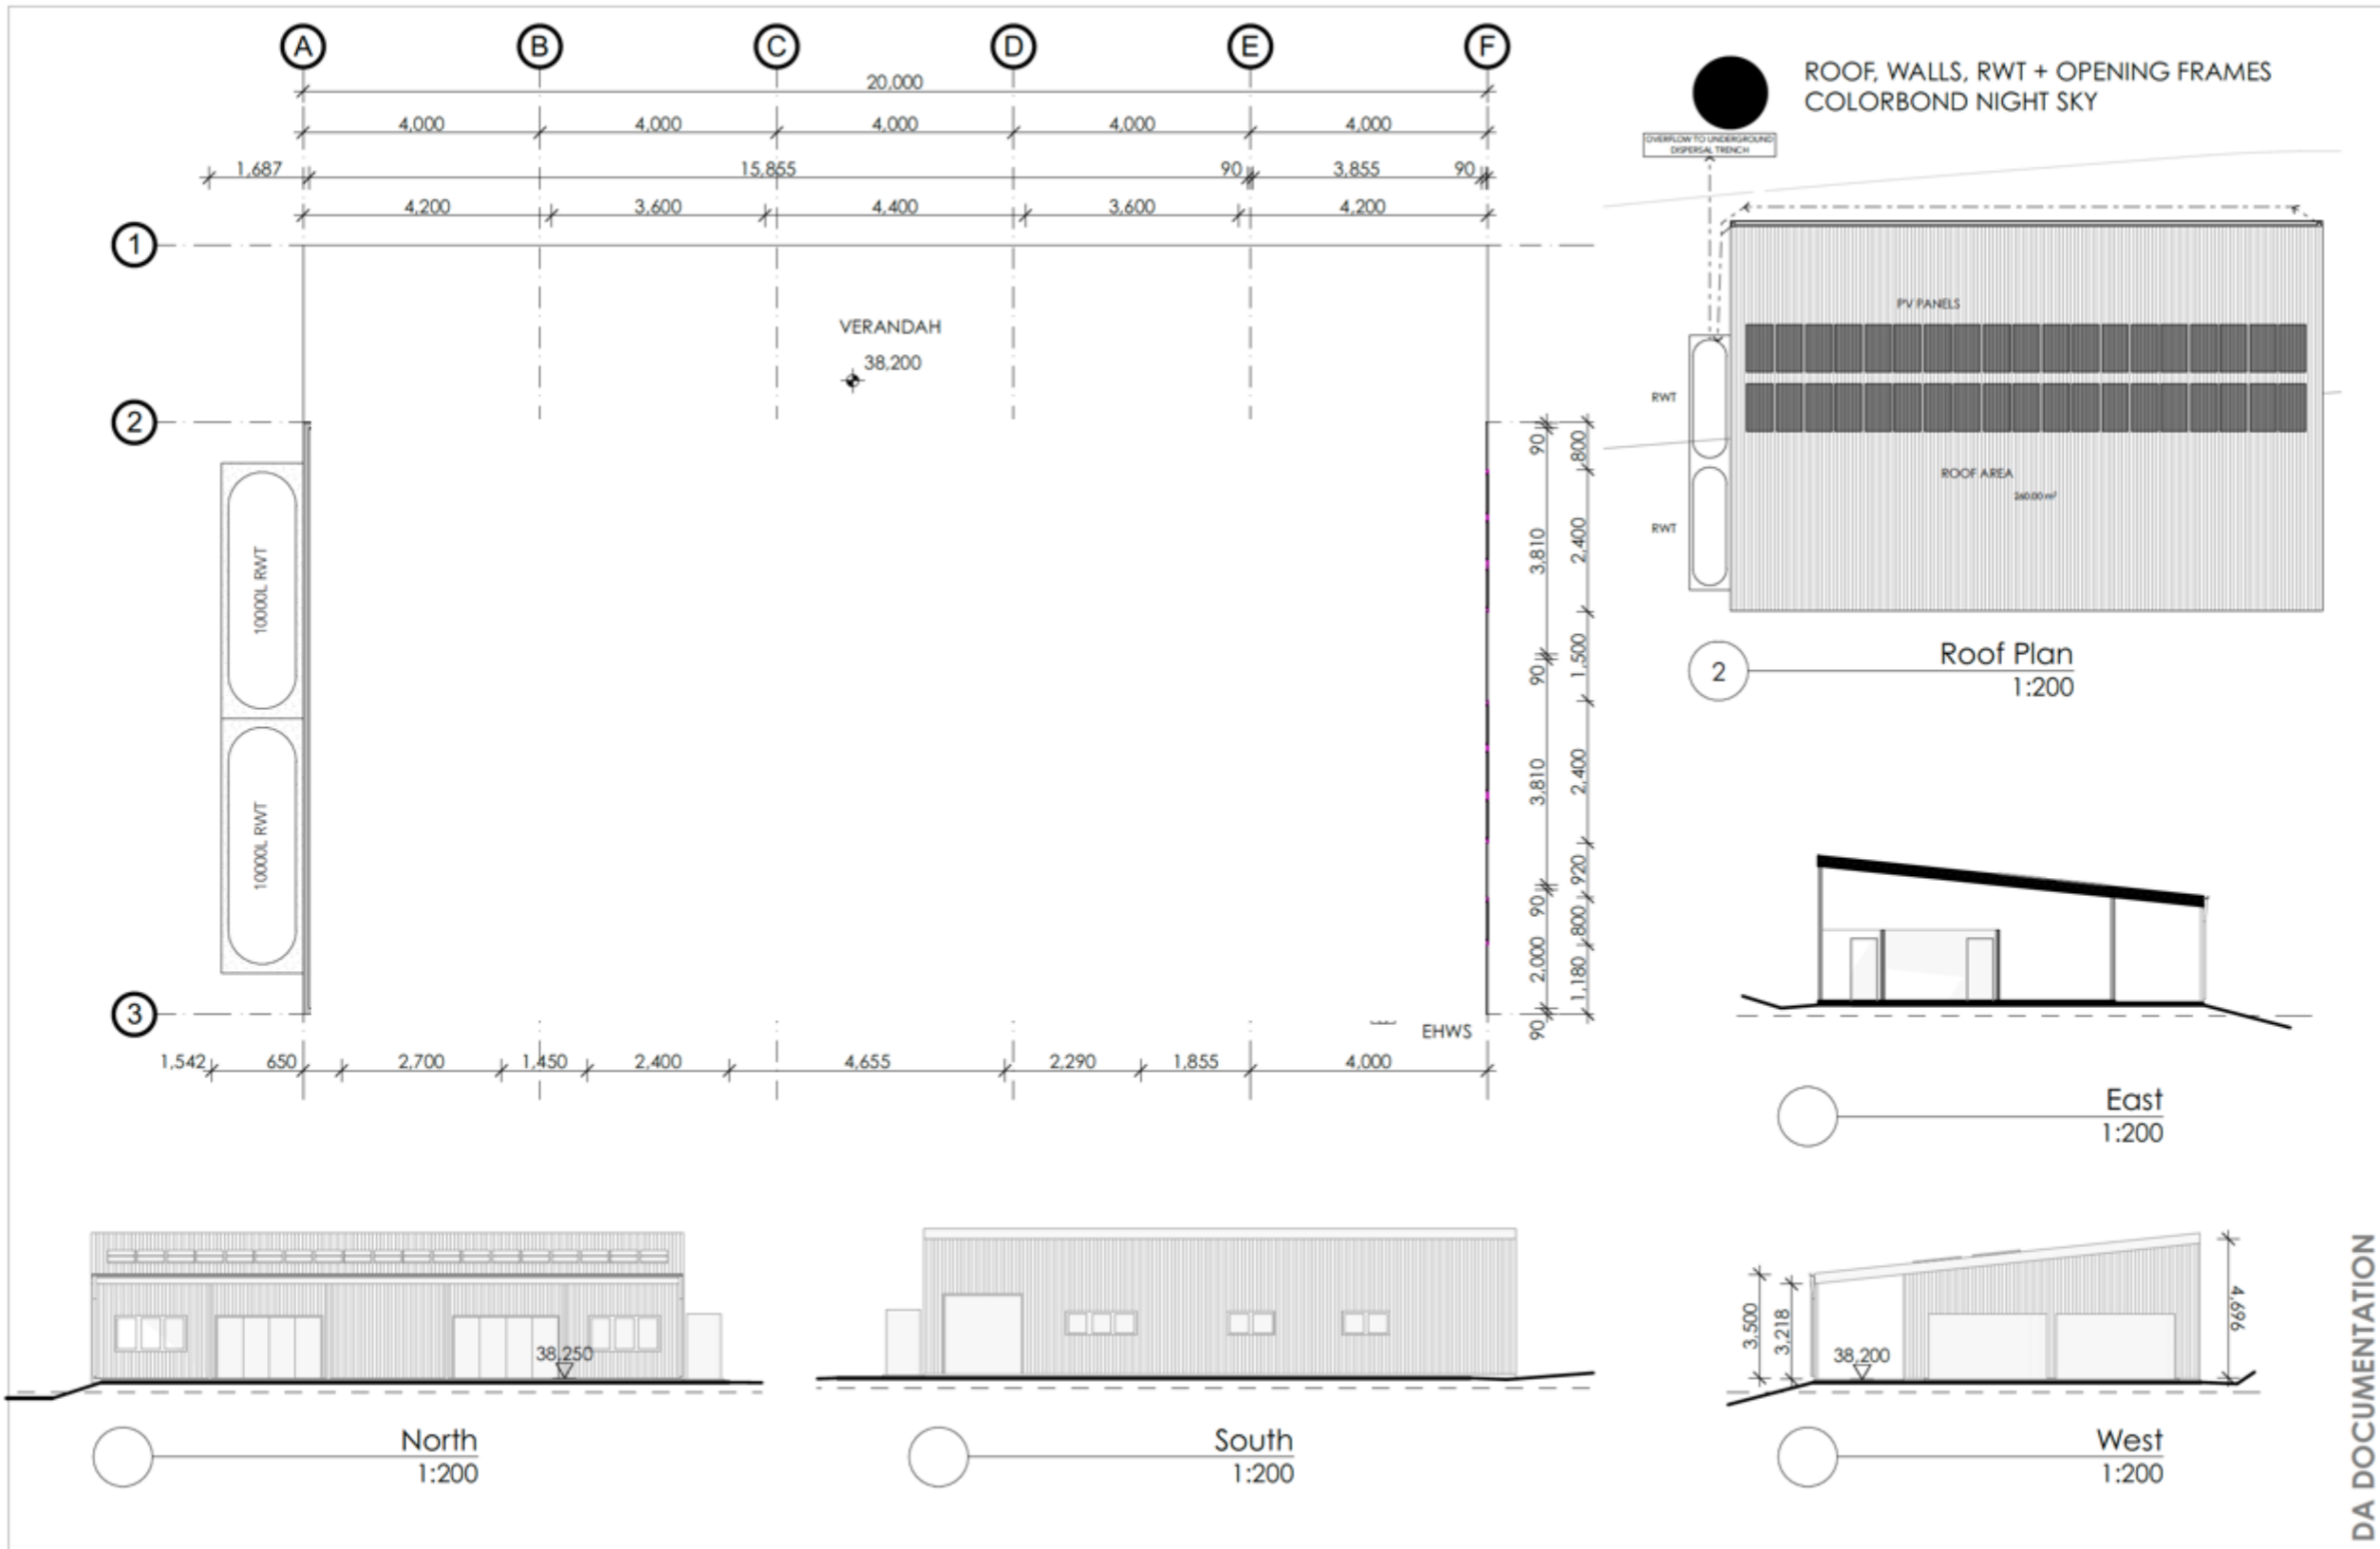 A B C D E F
20,000
4,000 4,000 4,000 4,000 4,000
1,687 15,855 90 3,855 90
4,200 3,600 4,400 3,600 4,200
1
VERANDAH
38,200
2
10000L RWT
10000L RWT
3
90 3,810 90 3,810 90 2,000 90
800 2,400 1,500 2,400 920 800 1,180
EHWS
1,542 650 2,700 1,450 2,400 4,655 2,290 1,855 4,000
ROOF, WALLS, RWT + OPENING FRAMES
COLORBOND NIGHT SKY
OVERFLOW TO UNDERGROUND
DISPERSAL TRENCH
PV PANELS
RWT
ROOF AREA
260.00 m²
RWT
2
Roof Plan
1:200
East
1:200
38,250
North
1:200
South
1:200
3,500
3,218
38,200
4,696
West
1:200
DA DOCUMENTATION